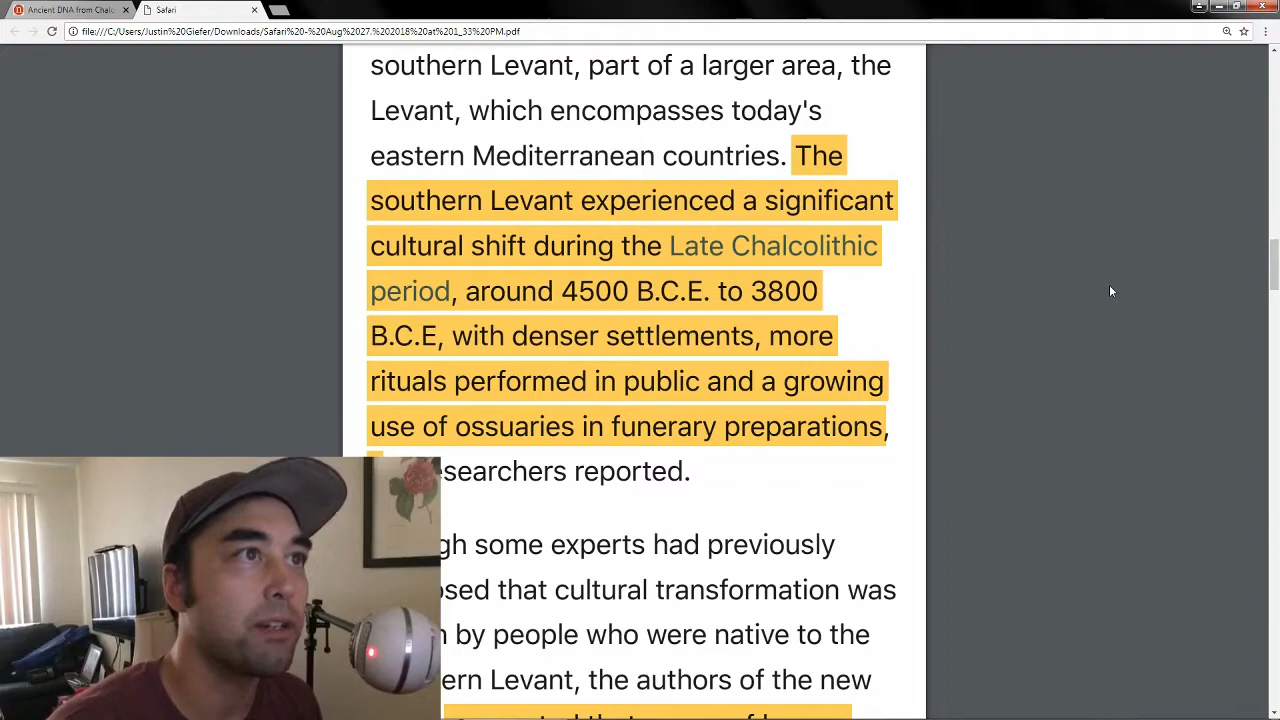 Ancient DNA from Chalc
Safari
file:///C:/Users/Justin%20Giefer/Downloads/Safari%20-%20Aug%2027.%202018%20at%201_33%20PM.pdf
southern Levant, part of a larger area, the
Levant, which encompasses today's
eastern Mediterranean countries. The
southern Levant experienced a significant
cultural shift during the Late Chalcolithic
period, around 4500 B.C.E. to 3800
B.C.E, with denser settlements, more
rituals performed in public and a growing
use of ossuaries in funerary preparations,
esearchers reported.
gh some experts had previously
osed that cultural transformation was
n by people who were native to the
ern Levant, the authors of the new